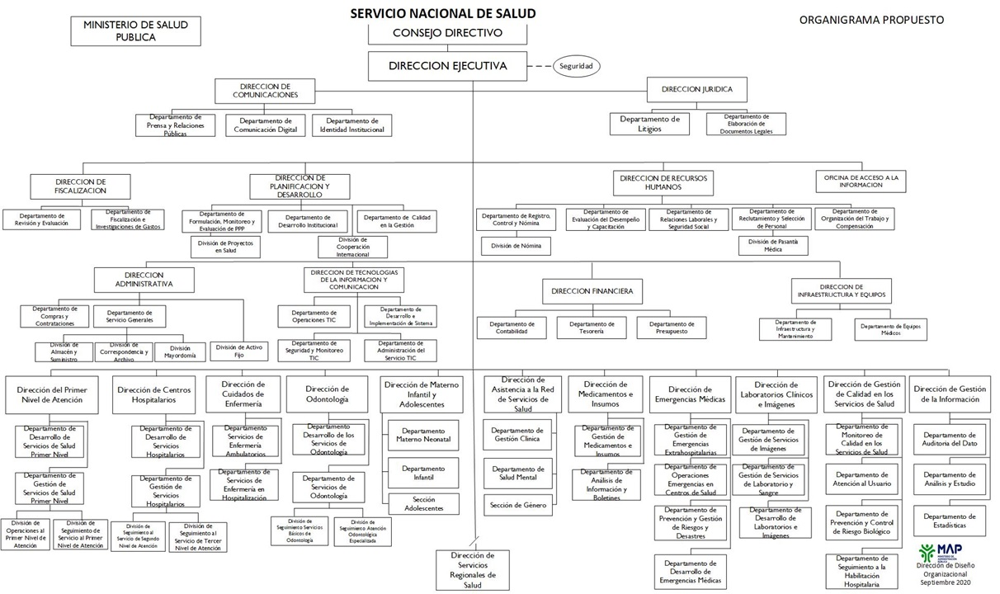 SERVICIO NACIONAL DE SALUD
ORGANIGRAMA PROPUESTO
MINISTERIO DE SALUD
PUBLICA
CONSEJO DIRECTIVO
DIRECCION EJECUTIVA
Seguridad
DIRECCION DE
COMUNICACIONES
DIRECCION JURIDICA
Departamento de
Prensa y Relaciones
Públicas
Departamento de
Comunicación Digital
Departamento de
Identidad Institucional
Departamento de
Litigios
Departamento de
Elaboración de
Documentos Legales
DIRECCION DE
FISCALIZACION
DIRECCION DE
PLANIFICACION Y
DESARROLLO
DIRECCION DE RECURSOS
HUMANOS
OFICINA DE ACCESO A LA
INFORMACION
Departamento de
Revisión y Evaluación
Departamento de
Fiscalización e
Investigaciones de Gastos
Departamento de
Formulación, Monitoreo y
Evaluación de PPP
Departamento de
Desarrollo Institucional
Departamento de Calidad
en la Gestión
Departamento de Registro,
Control y Nómina
Departamento de
Evaluación del Desempeño
y Capacitación
Departamento de
Relaciones Laborales y
Seguridad Social
Departamento de
Reclutamiento y Selección
de Personal
Departamento de
Organización del Trabajo y
Compensación
División de Proyectos
en Salud
División de
Cooperación
Internacional
División de Nómina
División de Pasantía
Médica
DIRECCION
ADMINISTRATIVA
DIRECCION DE TECNOLOGIAS
DE LA INFORMACION Y
COMUNICACIÓN
DIRECCION FINANCIERA
DIRECCION DE
INFRAESTRUCTURA Y EQUIPOS
Departamento de
Compras y
Contrataciones
Departamento de
Servicio Generales
Departamento de
Operaciones TIC
Departamento de
Desarrollo e
Implementación de Sistema
Departamento de
Contabilidad
Departamento de
Tesorería
Departamento de
Presupuesto
Departamento de
Infraestructura y
Mantenimiento
Departamento de Equipos
Médicos
División de
Almacén y
Suministro
División de
Correspondencia y
Archivo
División
Mayordomía
División de Activo
Fijo
Departamento de
Seguridad y Monitoreo
TIC
Departamento de
Administración del
Servicio TIC
Dirección del Primer
Nivel de Atención
Dirección de Centros
Hospitalarios
Dirección de
Cuidados de
Enfermería
Dirección de
Odontología
Dirección de Materno
Infantil y
Adolescentes
Dirección de
Asistencia a la Red
de Servicios de
Salud
Dirección de
Medicamentos e
Insumos
Dirección de
Emergencias Médicas
Dirección de
Laboratorios Clínicos
e Imágenes
Dirección de Gestión
de Calidad en los
Servicios de Salud
Dirección de Gestión
de la Información
Departamento de
Desarrollo de
Servicios de Salud
Primer Nivel
Departamento de
Desarrollo de
Servicios
Hospitalarios
Departamento
Servicios de
Enfermería
Ambulatorios
Departamento
Desarrollo de los
Servicios de
Odontología
Departamento
Materno Neonatal
Departamento de
Gestión Clinica
Departamento de
Gestión de
Medicamentos e
Insumos
Departamento de
Gestión de
Emergencias
Extrahospitalarias
Departamento de
Gestión de Servicios
de Imágenes
Departamento de
Monitoreo de
Calidad en los
Servicios de Salud
Departamento de
Auditoria del Dato
Departamento de
Gestión de
Servicios de Salud
Primer Nivel
Departamento de
Gestión de
Servicios
Hospitalarios
Departamento de
Servicios de
Enfermería en
Hospitalización
Departamento de
Servicios de
Odontología
Departamento
Infantil
Departamento de
Salud Mental
Departamento de
Análisis de
Información y
Boletines
Departamento de
Operaciones
Emergencias en
Centros de Salud
Departamento de
Gestión de Servicios
de Laboratorio y
Sangre
Departamento de
Atención al Usuario
Departamento de
Análisis y Estudio
Sección
Adolescentes
Sección de Género
Departamento de
Prevención y Gestión
de Riesgos y
Desastres
Departamento de
Desarrollo de
Laboratorios e
Imágenes
Departamento de
Prevención y Control
de Riesgo Biológico
Departamento de
Estadísticas
División de
Operaciones al
Primer Nivel de
Atención
División de
Seguimiento de
Servicio al Primer
Nivel de Atención
División de
Seguimiento al
Servicio de Segundo
Nivel de Atención
División de
Seguimiento al
Servicio de Tercer
Nivel de Atención
División de
Seguimiento Servicios
Básicos de
Odontología
División de
Seguimiento Atención
Odontológica
Especializada
Dirección de
Servicios
Regionales de
Salud
Departamento de
Desarrollo de
Emergencias Médicas
Departamento de
Seguimiento a la
Habilitación
Hospitalaria
MAP
MINISTERIO DE
ADMINISTRACIÓN
PÚBLICA
Dirección de Diseño
Organizacional
Septiembre 2020